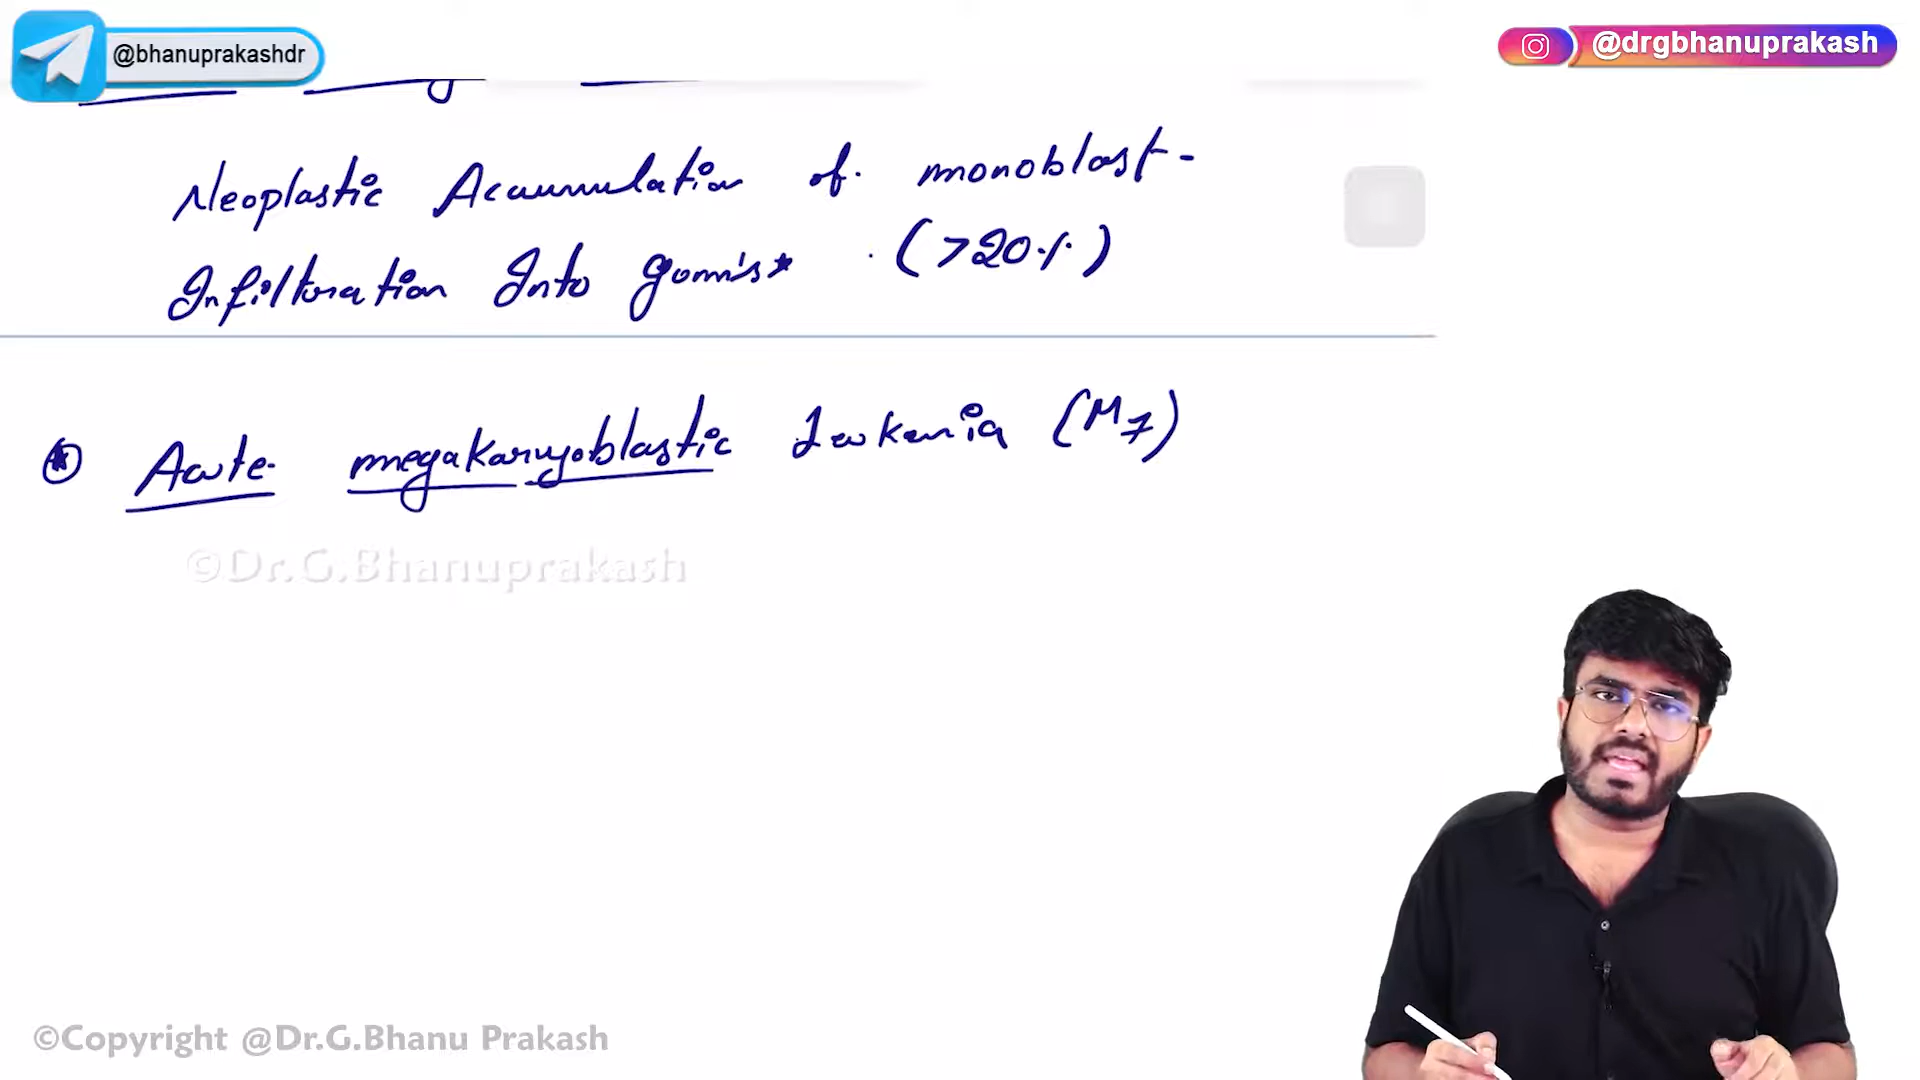 @bhanuprakashdr
@drgbhanuprakash
Neoplastic Accumulation of monoblast-
Infiltration Into gums* (>20%)
Acute megakaryoblastic Leukemia (M7)
©Dr.G.Bhanuprakash
©Copyright @Dr.G.Bhanu Prakash